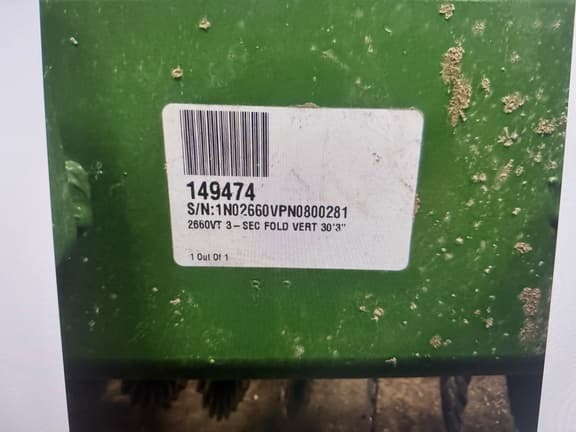 149474
S/N:1N02660VPN0800281
2660VT 3-SEC FOLD VERT 30'3"
1 Out Of 1